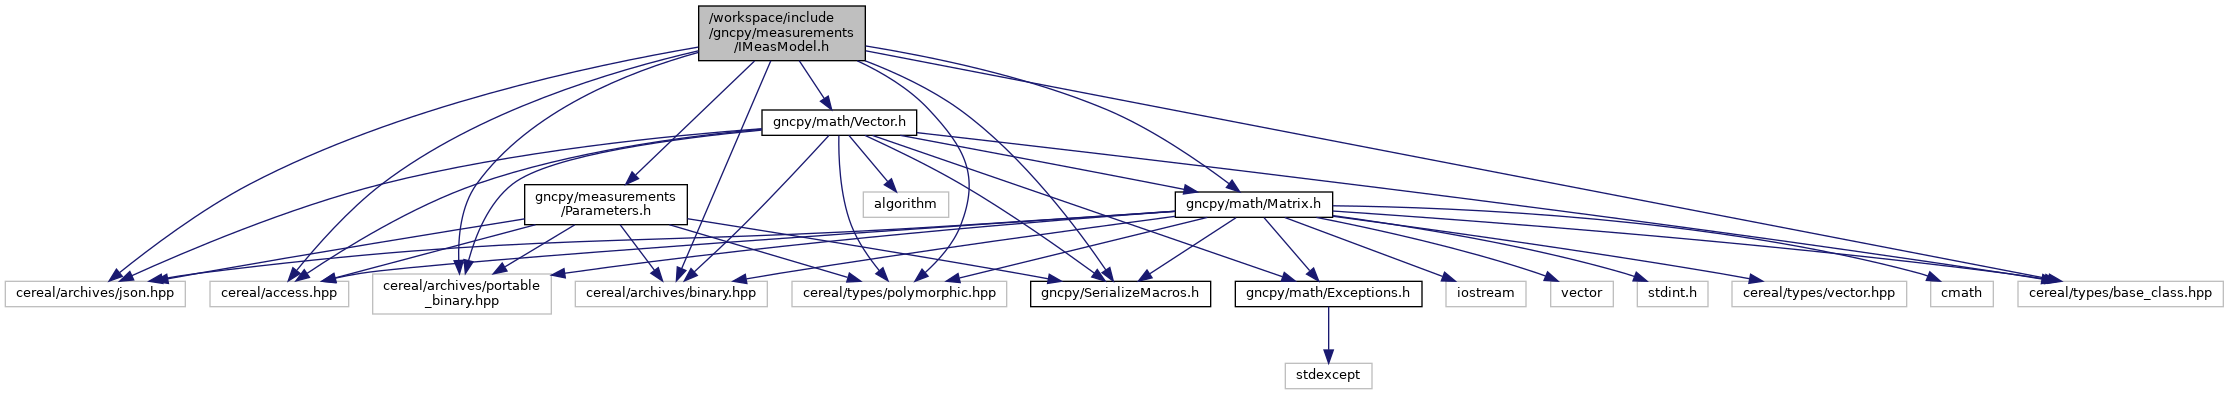 /workspace/include
/gncpy/measurements
/IMeasModel.h
gncpy/math/Vector.h
gncpy/measurements
/Parameters.h
algorithm
gncpy/math/Matrix.h
cereal/archives/json.hpp
cereal/access.hpp
cereal/archives/portable
_binary.hpp
cereal/archives/binary.hpp
cereal/types/polymorphic.hpp
gncpy/SerializeMacros.h
gncpy/math/Exceptions.h
iostream
vector
stdint.h
cereal/types/vector.hpp
cmath
cereal/types/base_class.hpp
stdexcept